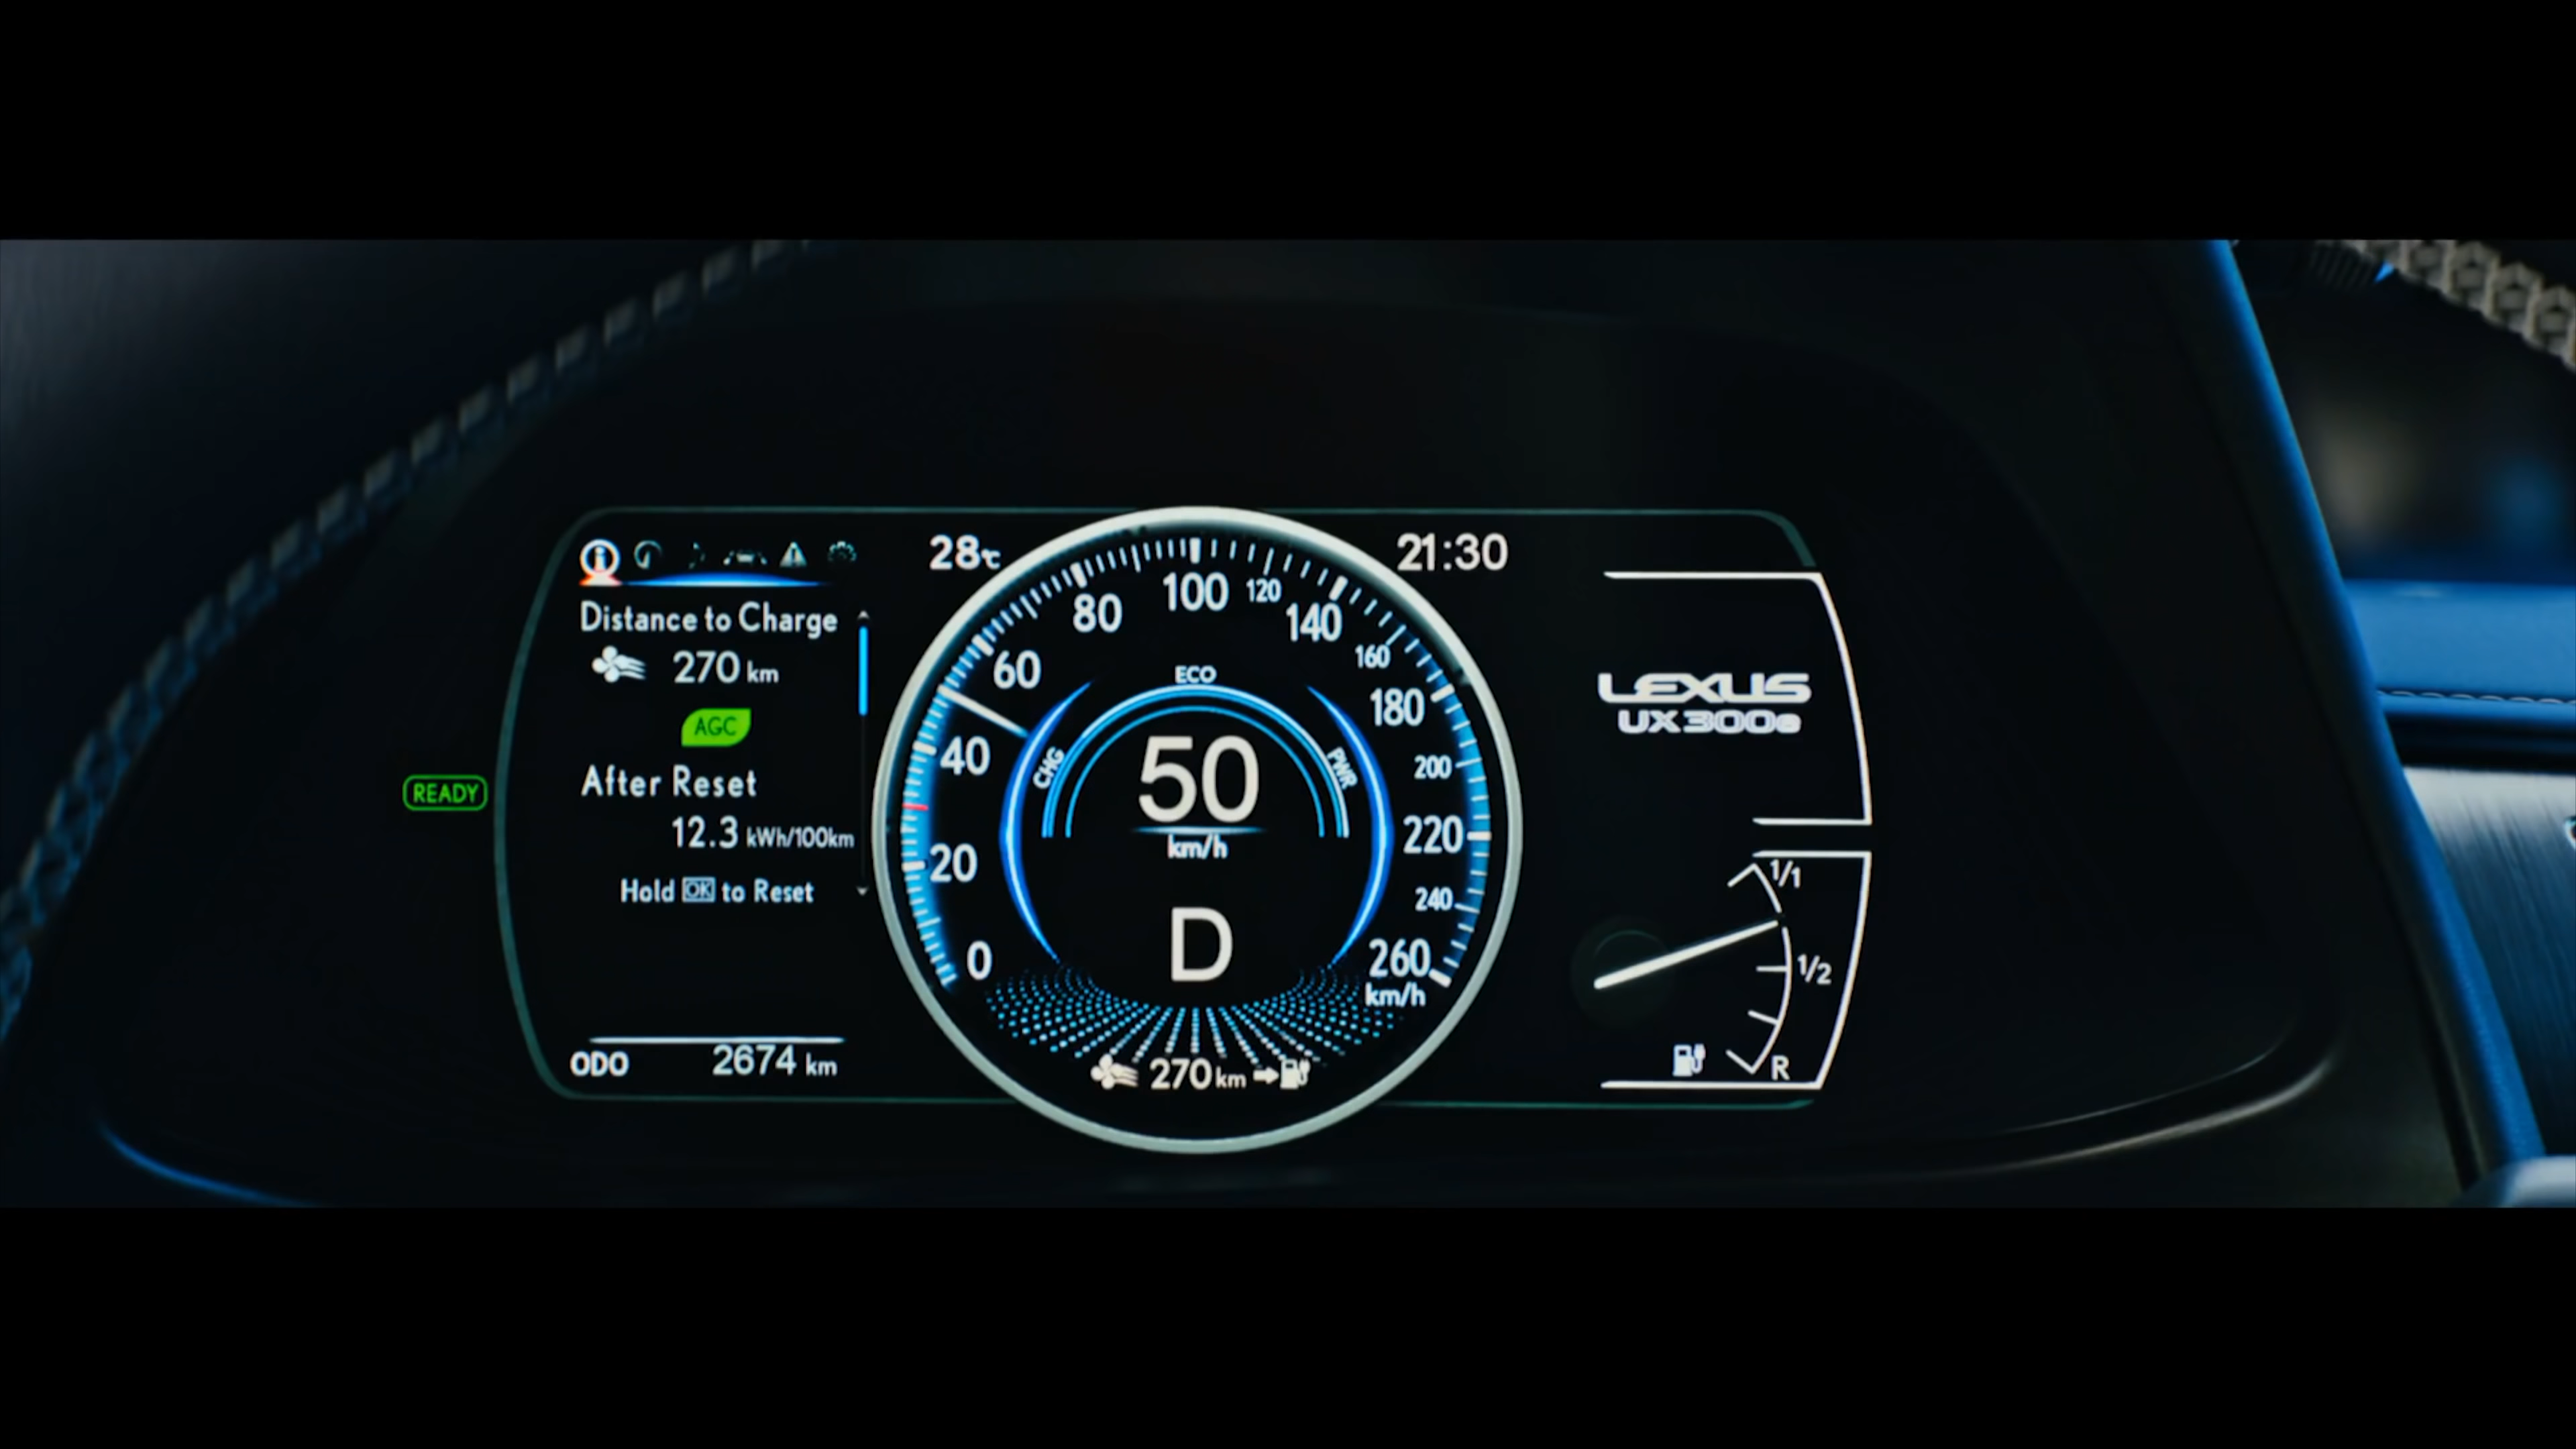 28℃
21:30
Distance to Charge
270 km
AGC
After Reset
12.3 kWh/100km
Hold OK to Reset
ODO 2674 km
READY
0
20
40
60
80
100
120
140
160
180
200
220
240
260
km/h
CHG
ECO
PWR
50
km/h
D
270 km
LEXUS
UX300e
1/1
1/2
R